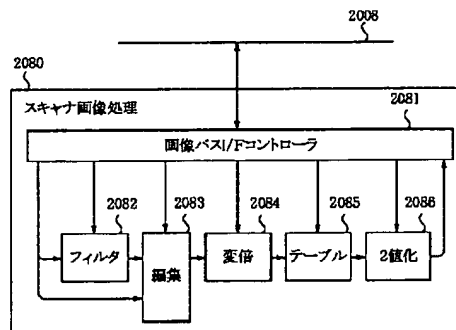 2008
2080
スキャナ画像処理
2081
画像バスI/Fコントローラ
2082
2083
2084
2085
2086
フィルタ
編集
変倍
テーブル
2値化